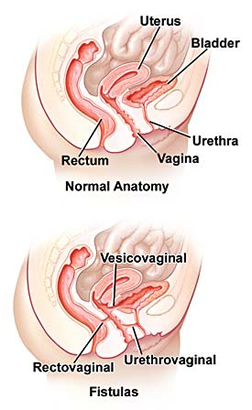 Uterus
Bladder
Urethra
Vagina
Rectum
Normal Anatomy
Vesicovaginal
Urethrovaginal
Rectovaginal
Fistulas